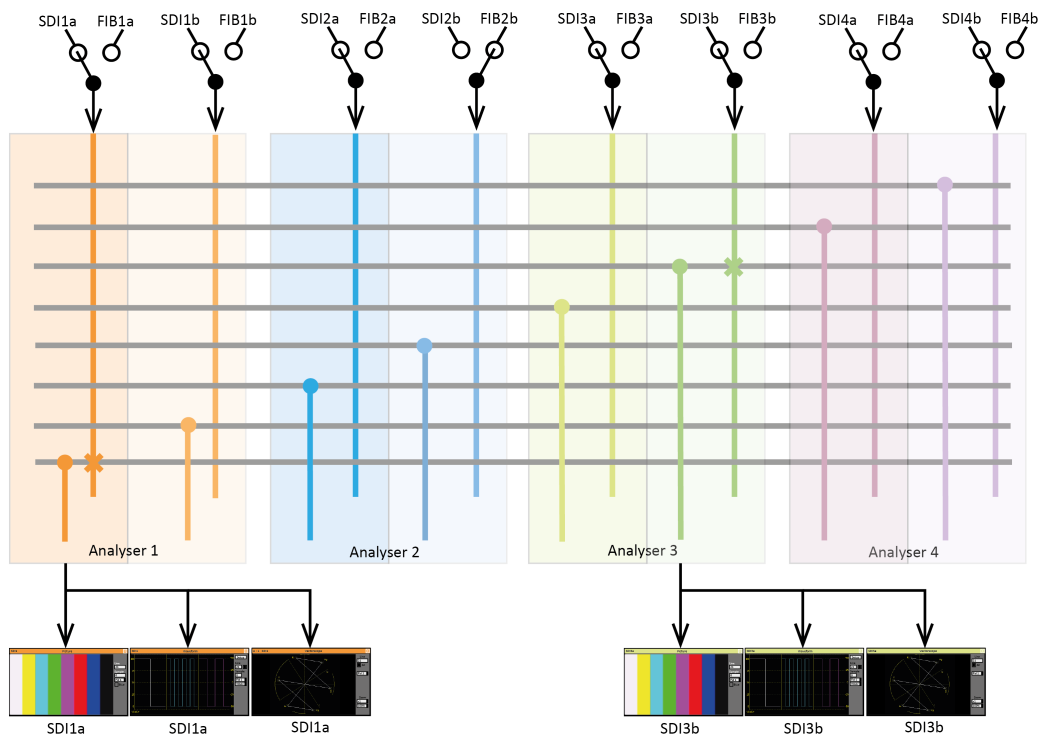 SDI1a FIB1a SDI1b FIB1b SDI2a FIB2a SDI2b FIB2b SDI3a FIB3a SDI3b FIB3b SDI4a FIB4a SDI4b FIB4b
Analyser 1 Analyser 2 Analyser 3 Analyser 4
SDI1a SDI1a SDI1a SDI3b SDI3b SDI3b